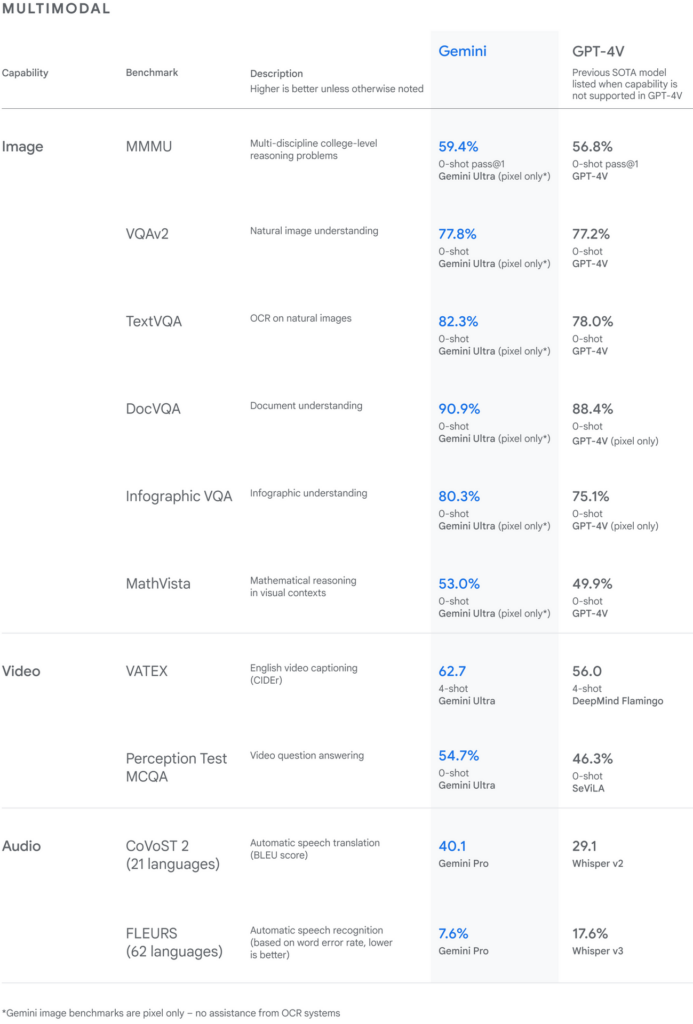 MULTIMODAL
Gemini
GPT-4V
Capability
Benchmark
Description
Higher is better unless otherwise noted
Previous SOTA model
listed when capability is
not supported in GPT-4V
Image
MMMU
Multi-discipline college-level
reasoning problems
59.4%
0-shot pass@1
Gemini Ultra (pixel only*)
56.8%
0-shot pass@1
GPT-4V
VQAv2
Natural image understanding
77.8%
0-shot
Gemini Ultra (pixel only*)
77.2%
0-shot
GPT-4V
TextVQA
OCR on natural images
82.3%
0-shot
Gemini Ultra (pixel only*)
78.0%
0-shot
GPT-4V
DocVQA
Document understanding
90.9%
0-shot
Gemini Ultra (pixel only*)
88.4%
0-shot
GPT-4V (pixel only)
Infographic VQA
Infographic understanding
80.3%
0-shot
Gemini Ultra (pixel only*)
75.1%
0-shot
GPT-4V (pixel only)
MathVista
Mathematical reasoning
in visual contexts
53.0%
0-shot
Gemini Ultra (pixel only*)
49.9%
0-shot
GPT-4V
Video
VATEX
English video captioning
(CIDEr)
62.7
4-shot
Gemini Ultra
56.0
4-shot
DeepMind Flamingo
Perception Test
MCQA
Video question answering
54.7%
0-shot
Gemini Ultra
46.3%
0-shot
SeViLA
Audio
CoVoST 2
(21 languages)
Automatic speech translation
(BLEU score)
40.1
Gemini Pro
29.1
Whisper v2
FLEURS
(62 languages)
Automatic speech recognition
(based on word error rate, lower
is better)
7.6%
Gemini Pro
17.6%
Whisper v3
*Gemini image benchmarks are pixel only – no assistance from OCR systems